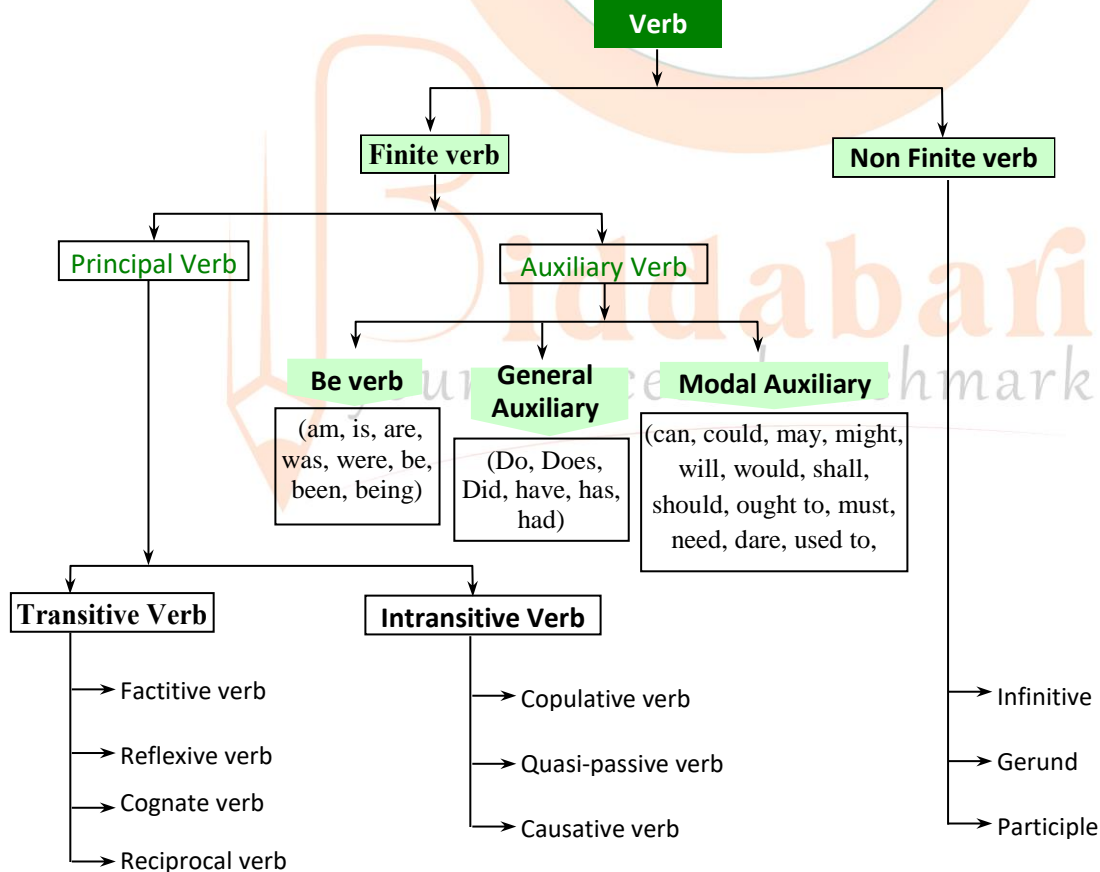 Verb
Finite verb
Non Finite verb
Principal Verb
Auxiliary Verb
Biddabari
Be verb
General
Auxiliary
Modal Auxiliary
(am, is, are,
was, were, be,
been, being)
(Do, Does,
Did, have, has,
had)
(can, could, may, might,
will, would, shall,
should, ought to, must,
need, dare, used to,
Transitive Verb
Intransitive Verb
Factitive verb
Reflexive verb
Cognate verb
Reciprocal verb
Copulative verb
Quasi-passive verb
Causative verb
Infinitive
Gerund
Participle